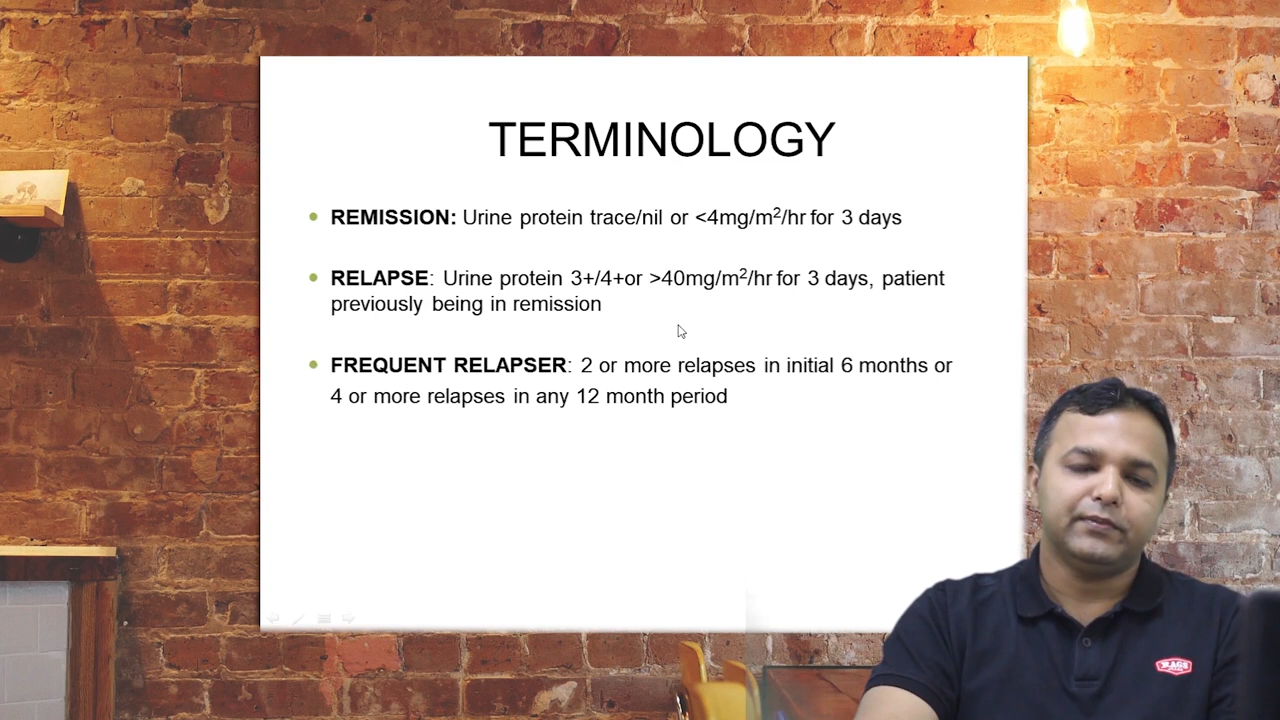 TERMINOLOGY
• REMISSION: Urine protein trace/nil or <4mg/m²/hr for 3 days
• RELAPSE: Urine protein 3+/4+or >40mg/m²/hr for 3 days, patient
previously being in remission
• FREQUENT RELAPSER: 2 or more relapses in initial 6 months or
4 or more relapses in any 12 month period